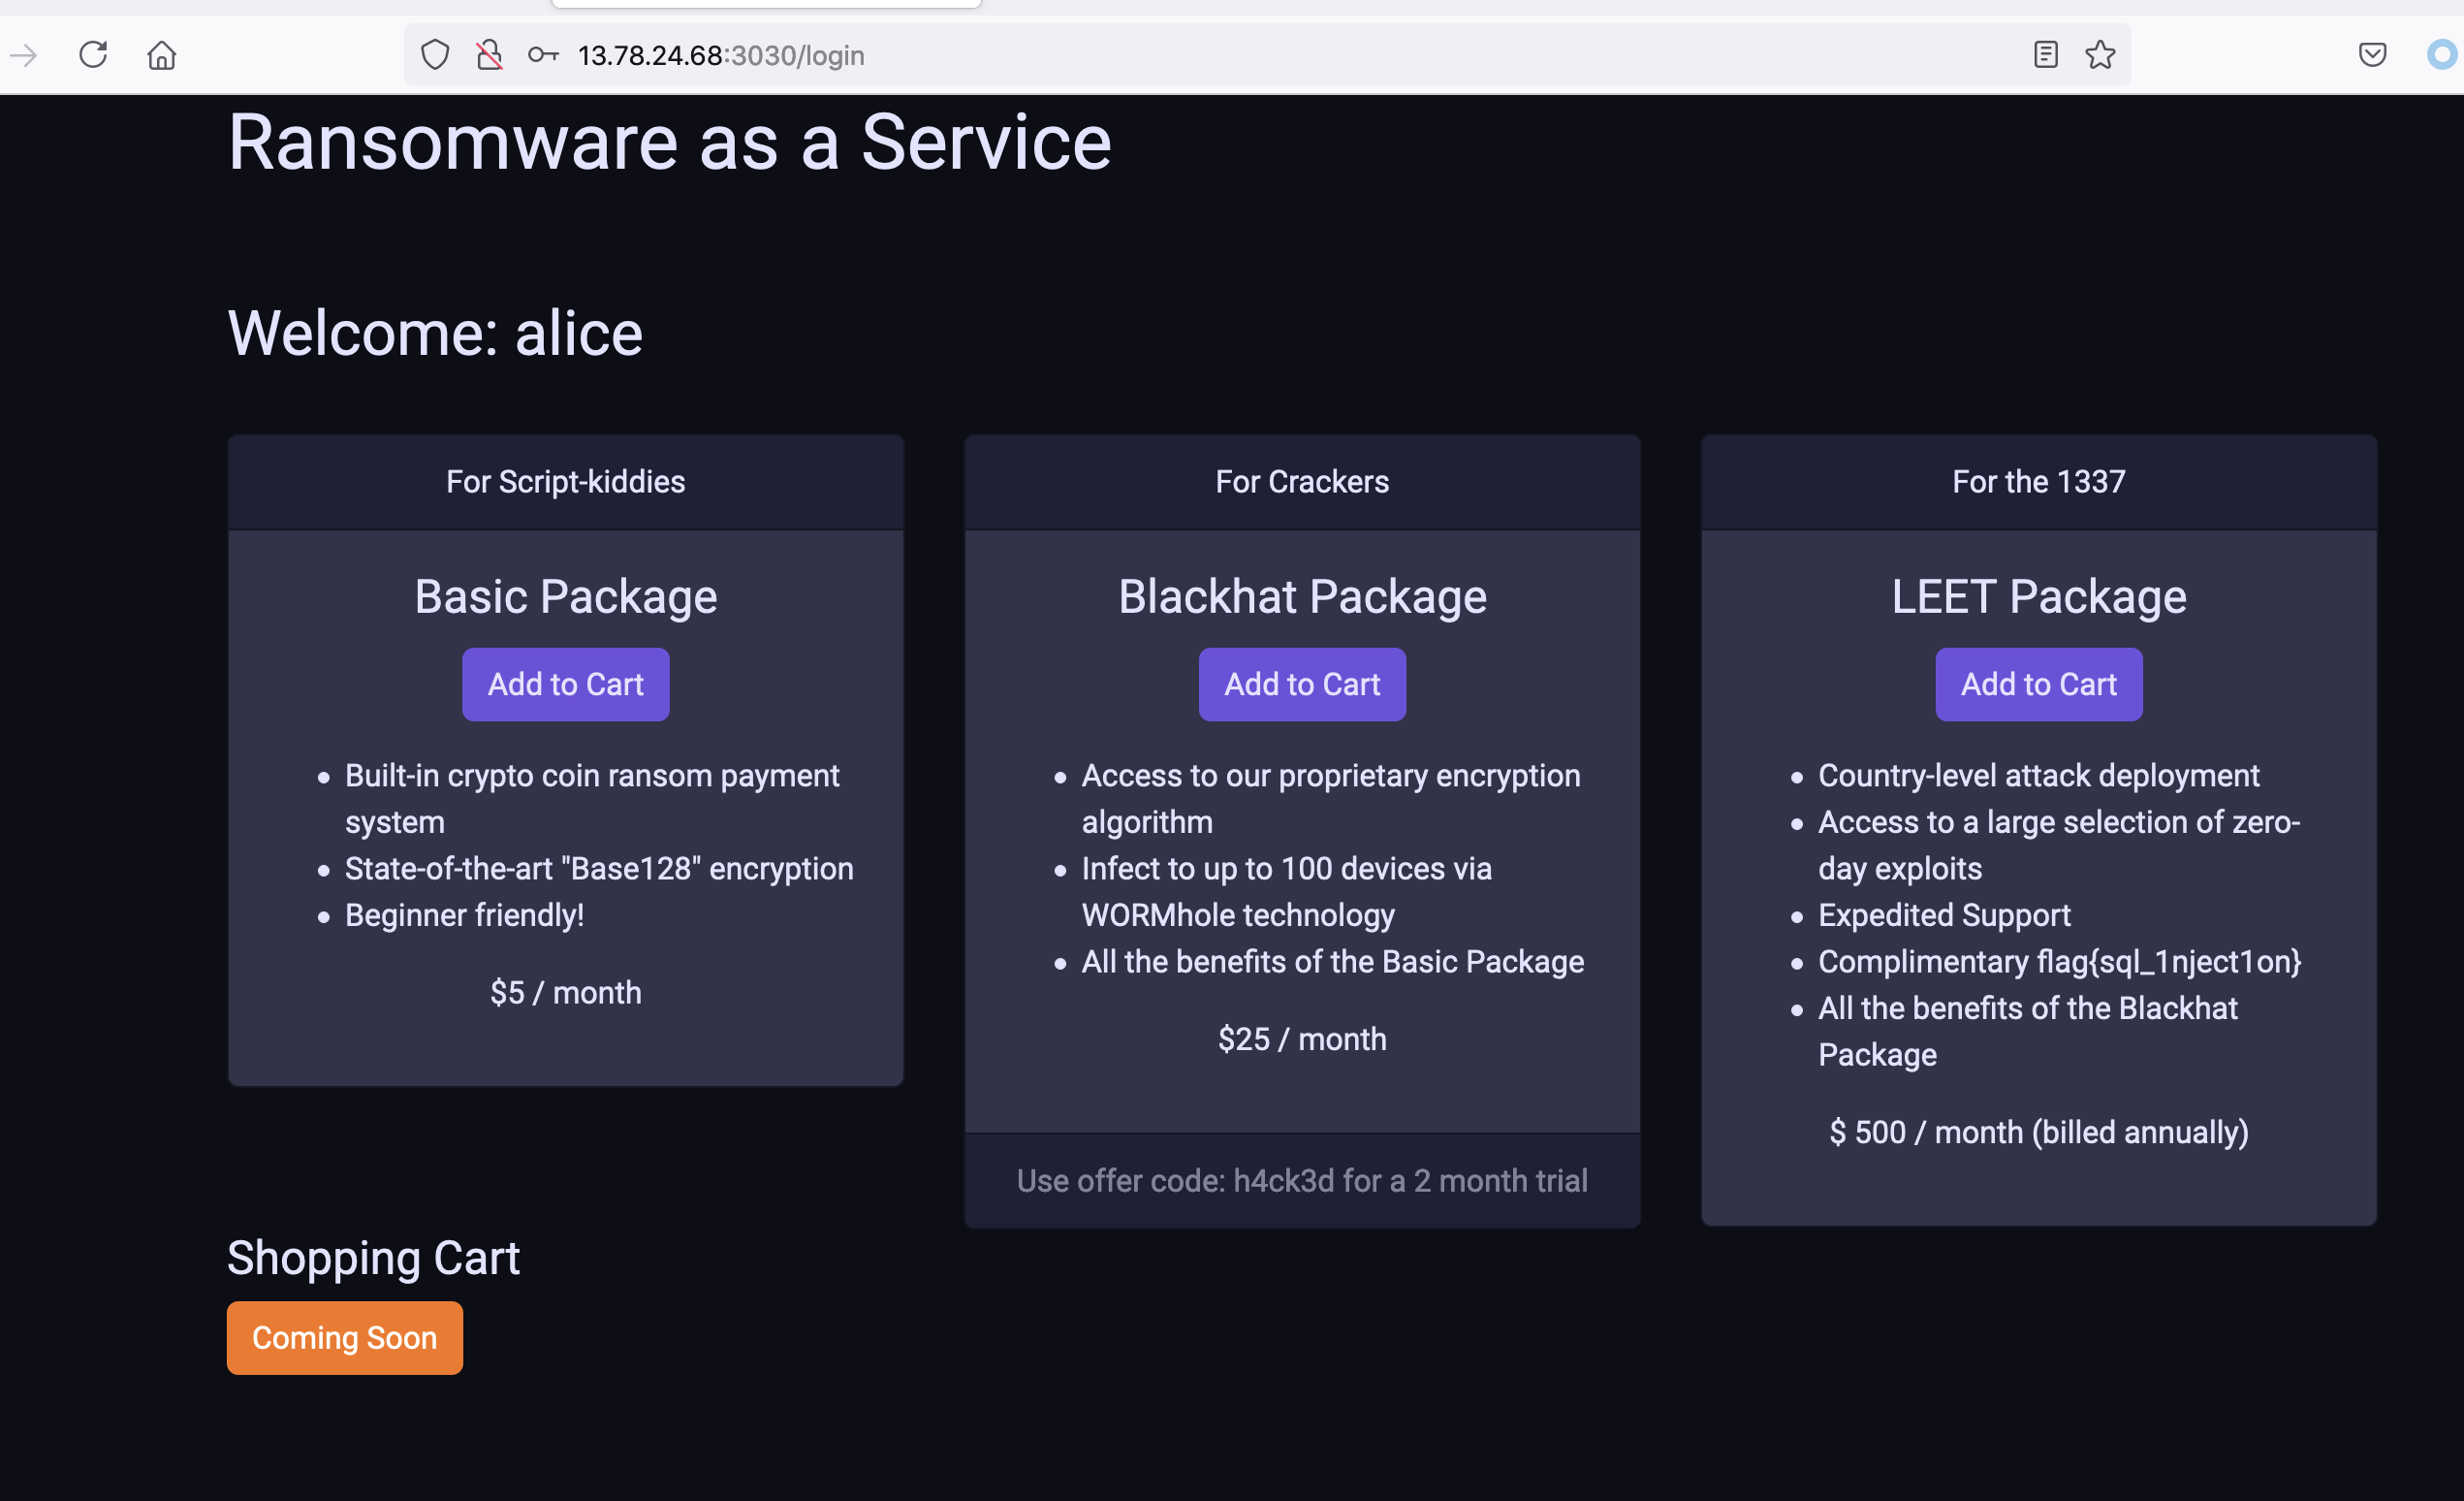 13.78.24.68:3030/login
Ransomware as a Service
Welcome: alice
For Script-kiddies
Basic Package
Add to Cart
Built-in crypto coin ransom payment
system
State-of-the-art "Base128" encryption
Beginner friendly!
$5 / month
For Crackers
Blackhat Package
Add to Cart
Access to our proprietary encryption
algorithm
Infect to up to 100 devices via
WORMhole technology
All the benefits of the Basic Package
$25 / month
Use offer code: h4ck3d for a 2 month trial
For the 1337
LEET Package
Add to Cart
Country-level attack deployment
Access to a large selection of zero-
day exploits
Expedited Support
Complimentary flag{sql_1nject1on}
All the benefits of the Blackhat
Package
$ 500 / month (billed annually)
Shopping Cart
Coming Soon